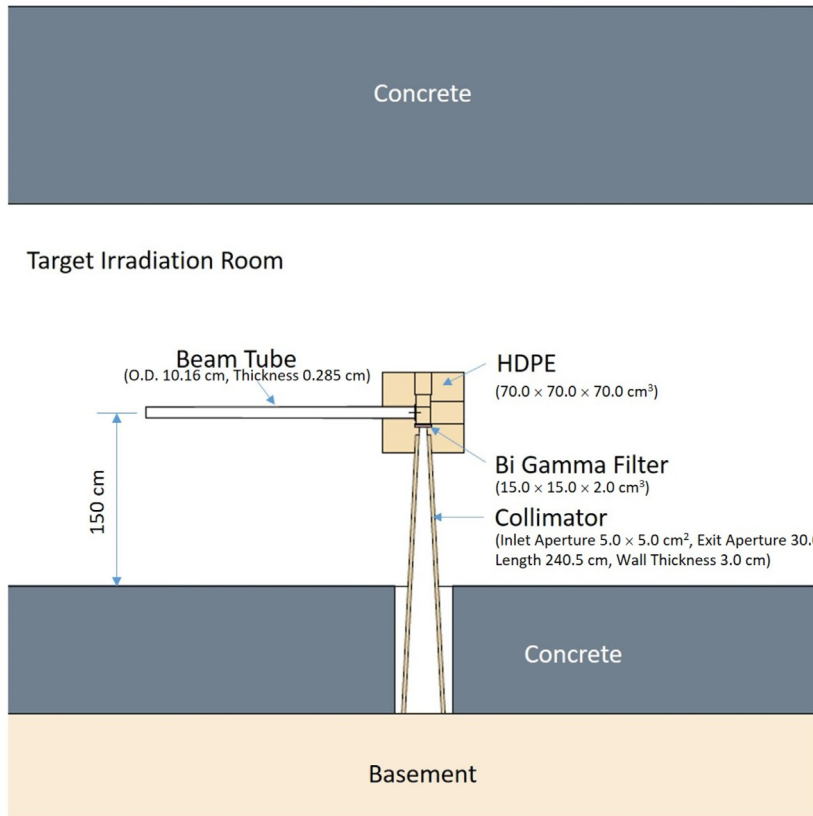 Concrete
Target Irradiation Room
Beam Tube
(O.D. 10.16 cm, Thickness 0.285 cm)
HDPE
(70.0 × 70.0 × 70.0 cm³)
Bi Gamma Filter
(15.0 × 15.0 × 2.0 cm³)
150 cm
Collimator
(Inlet Aperture 5.0 × 5.0 cm², Exit Aperture 30.
Length 240.5 cm, Wall Thickness 3.0 cm)
Concrete
Basement